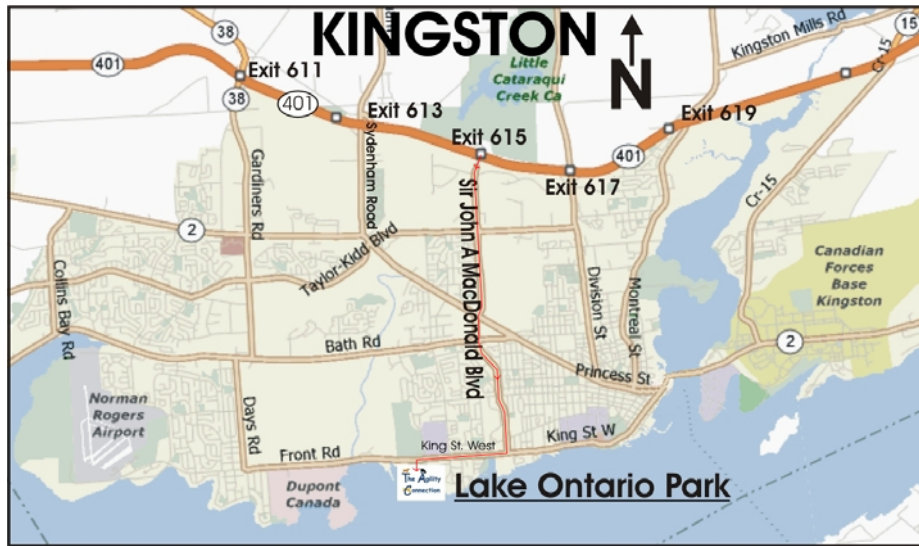 KINGSTON
38
401
Exit 611
38
401
Exit 613
Exit 615
Little
Cataraqui
Creek Ca
N
Kingston Mills Rd
15
Cr-15
Exit 619
401
Exit 617
Sydenham Road
Gardiners Rd
2
Taylor-Kidd Blvd
Sir John A MacDonald Blvd
Collins Bay Rd
Bath Rd
Division St
Montreal St
Cr-15
Canadian
Forces
Base
Kingston
2
Princess St
Norman
Rogers
Airport
Days Rd
Front Rd
King St. West
King St W
Dupont
Canada
The Agility
Connection
Lake Ontario Park